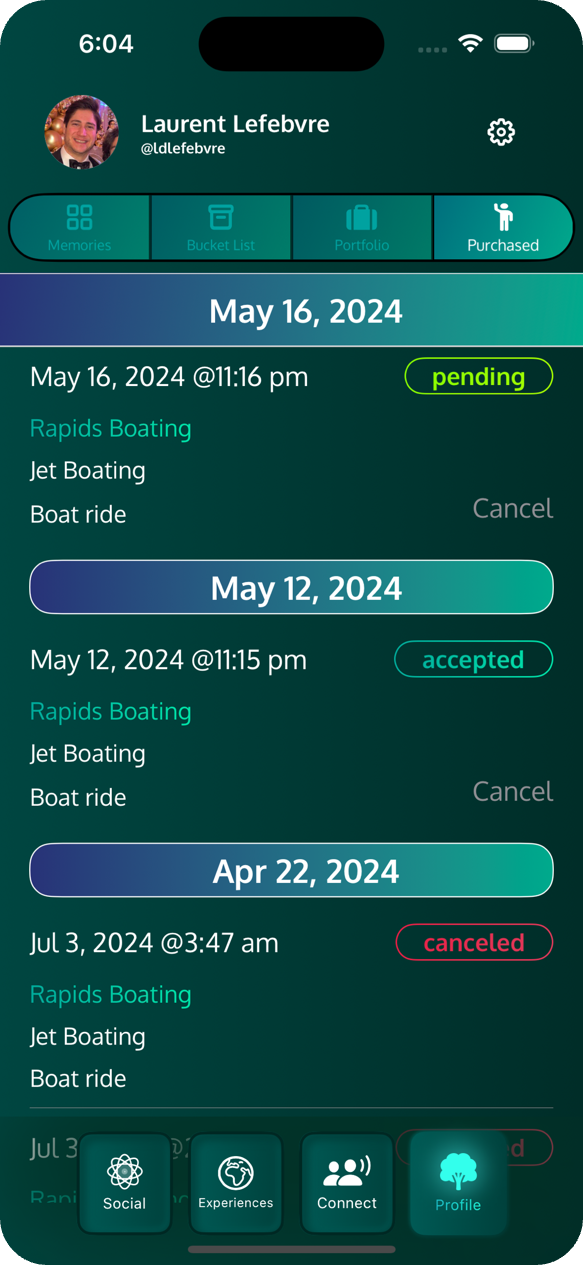 6:04
Laurent Lefebvre
@ldlefebvre
Memories Bucket List Portfolio Purchased
May 16, 2024
May 16, 2024 @11:16 pm pending
Rapids Boating
Jet Boating
Boat ride Cancel
May 12, 2024
May 12, 2024 @11:15 pm accepted
Rapids Boating
Jet Boating
Boat ride Cancel
Apr 22, 2024
Jul 3, 2024 @3:47 am canceled
Rapids Boating
Jet Boating
Boat ride
Jul 3
Social Experiences Connect Profile